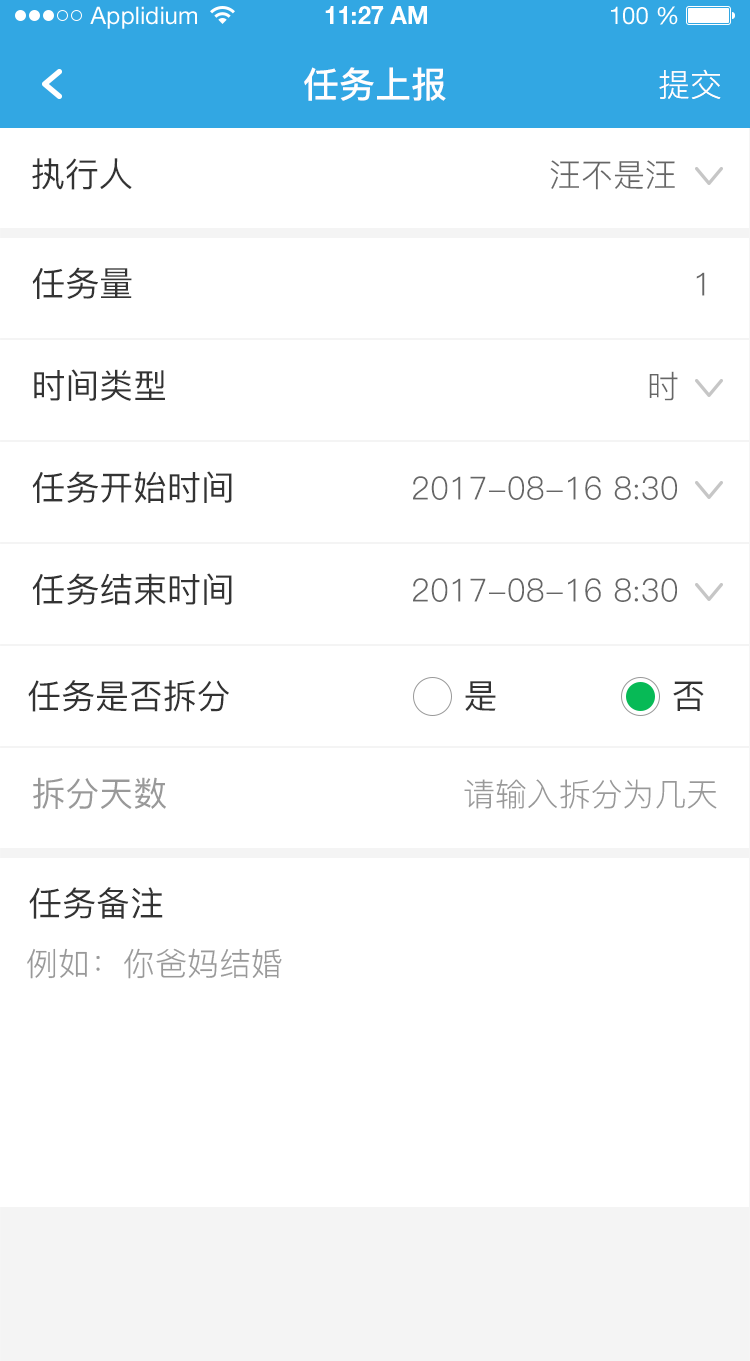 Applidium 11:27 AM 100 %
任务上报 提交
执行人 汪不是汪
任务量 1
时间类型 时
任务开始时间 2017-08-16 8:30
任务结束时间 2017-08-16 8:30
任务是否拆分 是 否
拆分天数 请输入拆分为几天
任务备注
例如：你爸妈结婚